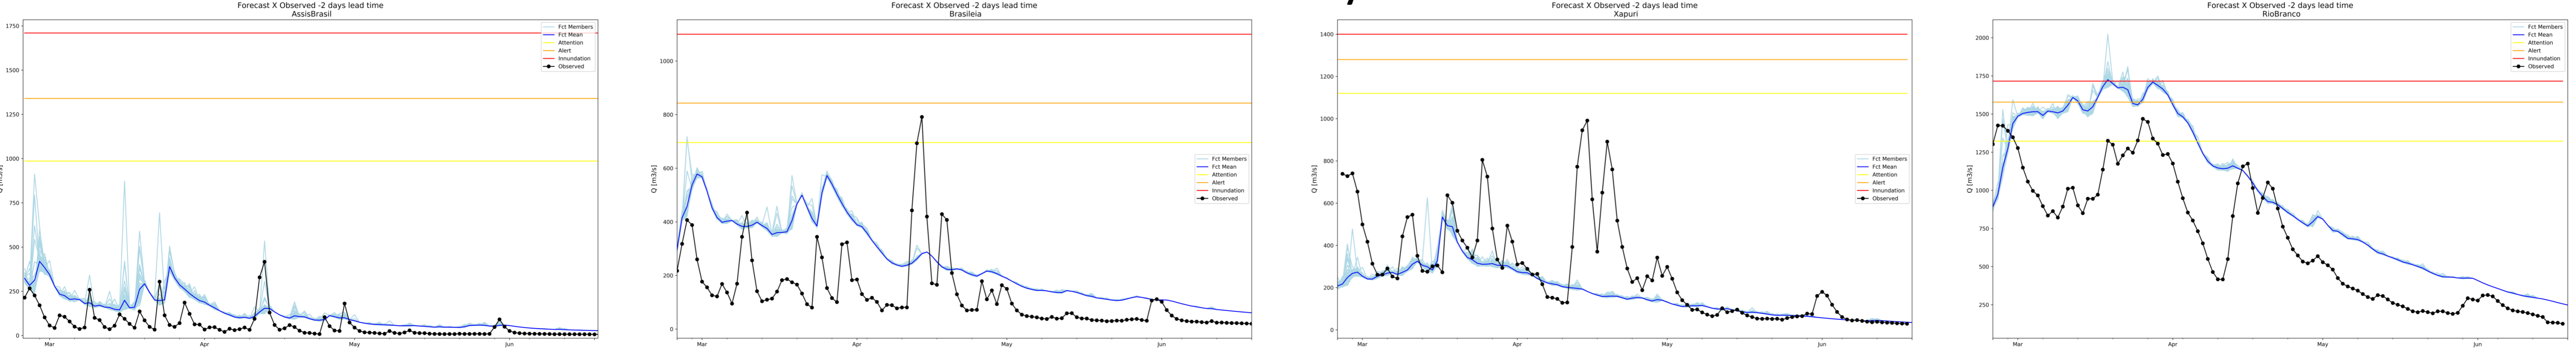 Forecast X Observed -2 days lead time
AssisBrasil
1750
1500
1250
1000
750
500
250
0
Mar
Apr
May
Jun
Fct Members
Fct Mean
Attention
Alert
Innundation
Observed
Forecast X Observed -2 days lead time
Brasileia
Q [m3/s]
1000
800
600
400
200
0
Mar
Apr
May
Jun
Fct Members
Fct Mean
Attention
Alert
Innundation
Observed
Forecast X Observed -2 days lead time
Xapuri
Q [m3/s]
1400
1200
1000
800
600
400
200
0
Mar
Apr
May
Jun
Fct Members
Fct Mean
Attention
Alert
Innundation
Observed
Forecast X Observed -2 days lead time
RioBranco
Q [m3/s]
2000
1750
1500
1250
1000
750
500
250
Mar
Apr
May
Jun
Fct Members
Fct Mean
Attention
Alert
Innundation
Observed